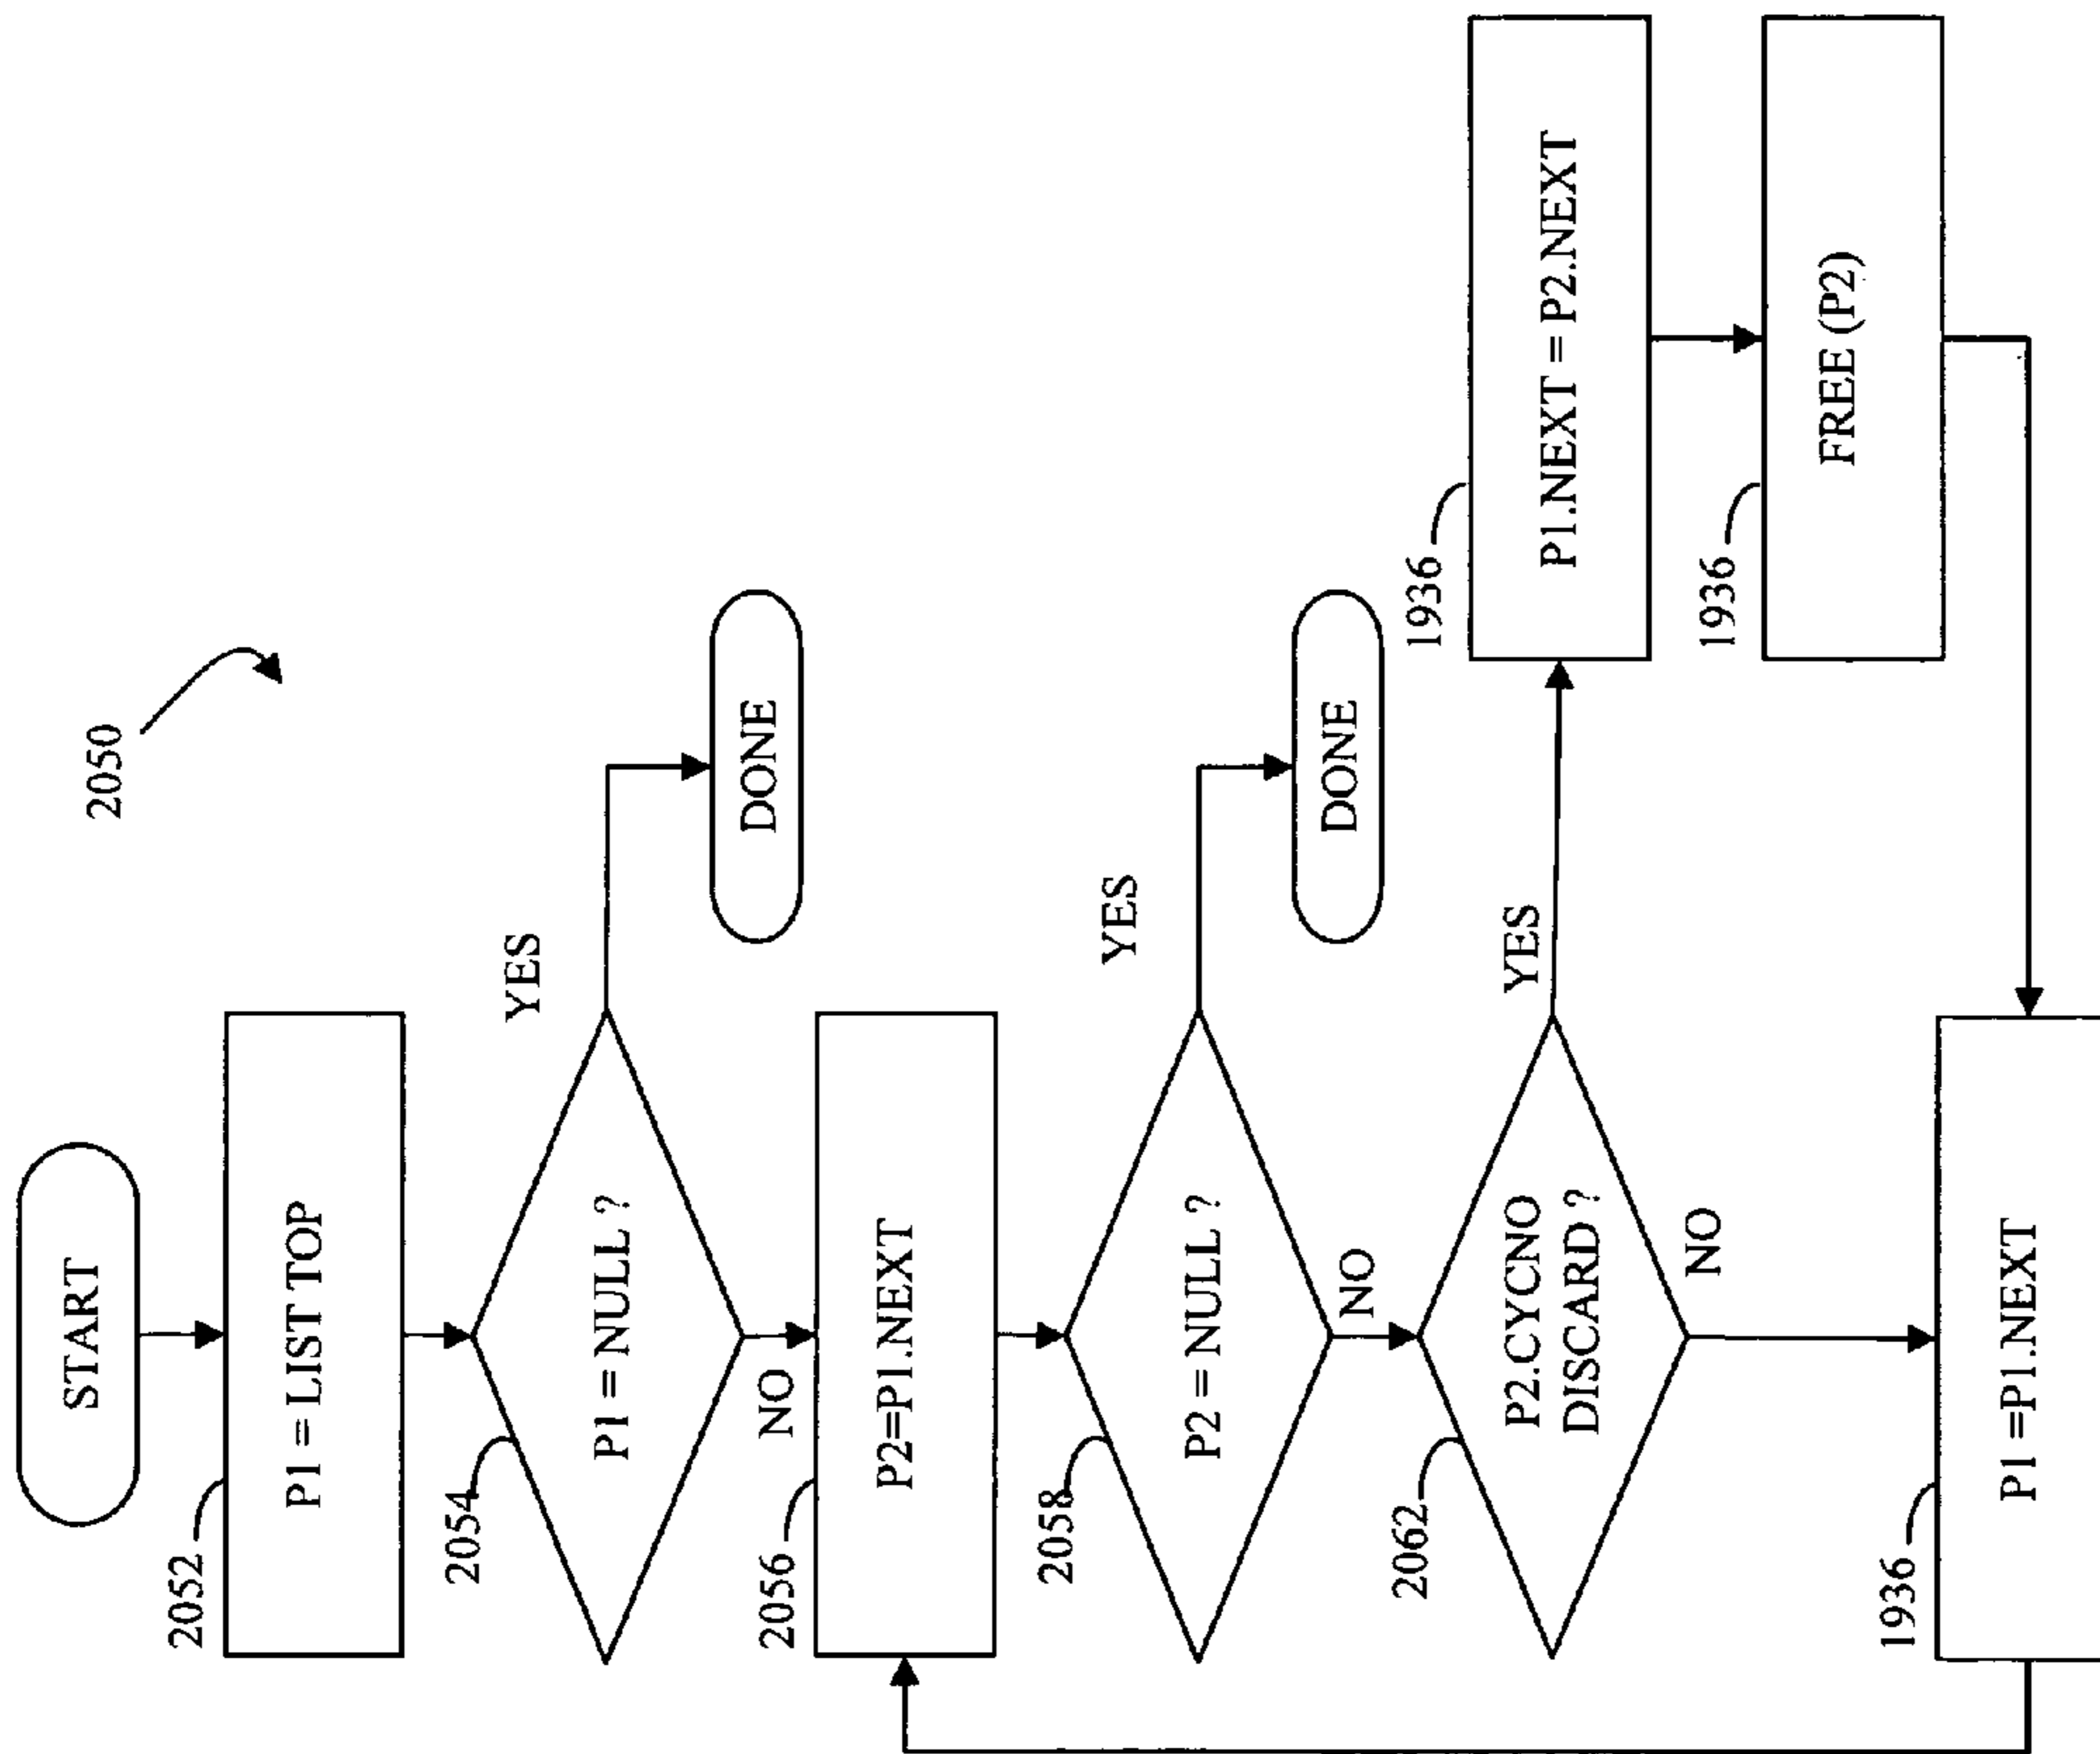 2050
START
2052
P1 = LIST TOP
2054
P1 = NULL ?
YES
DONE
NO
2056
P2=P1.NEXT
2058
P2 = NULL ?
YES
DONE
NO
2062
P2.CYCNO
DISCARD ?
YES
1936
P1.NEXT = P2.NEXT
1936
FREE (P2)
NO
1936
P1 =P1.NEXT